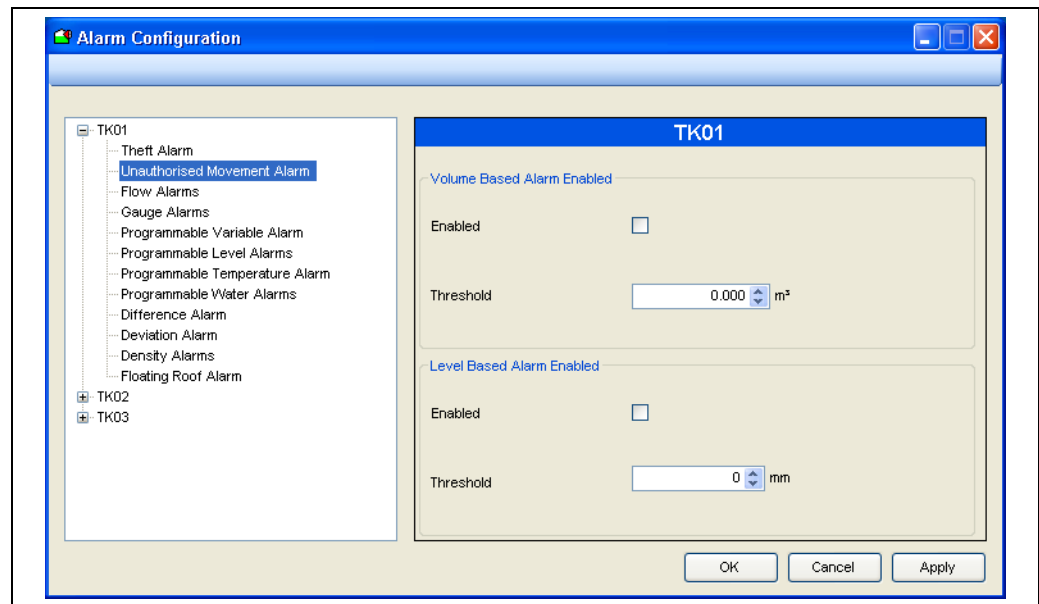 Alarm Configuration
TK01
Theft Alarm
Unauthorised Movement Alarm
Flow Alarms
Gauge Alarms
Programmable Variable Alarm
Programmable Level Alarms
Programmable Temperature Alarm
Programmable Water Alarms
Difference Alarm
Deviation Alarm
Density Alarms
Floating Roof Alarm
TK02
TK03
TK01
Volume Based Alarm Enabled
Enabled
Threshold 0.000 m³
Level Based Alarm Enabled
Enabled
Threshold 0 mm
OK Cancel Apply